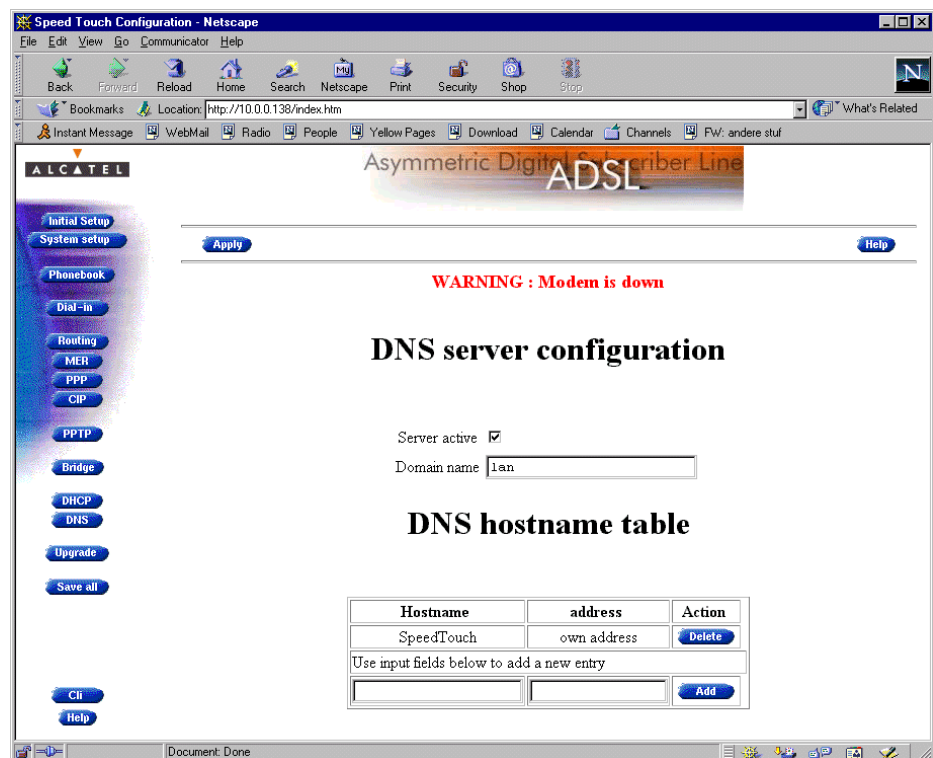 Speed Touch Configuration - Netscape
File Edit View Go Communicator Help
Back Forward Reload Home Search Netscape Print Security Shop Stop
Bookmarks Location: http://10.0.0.138/index.htm What's Related
Instant Message WebMail Radio People Yellow Pages Download Calendar Channels FW: andere stuf
ALCATEL
Asymmetric Digital Subscriber Line
ADSL
Initial Setup
System setup
Apply Help
Phonebook
WARNING : Modem is down
Dial-in
Routing
DNS server configuration
MER
PPP
CIP
PPTP
Server active
Bridge
Domain name lan
DHCP
DNS
DNS hostname table
Upgrade
Save all
Hostname address Action
SpeedTouch own address Delete
Use input fields below to add a new entry
Add
Cli
Help
Document: Done